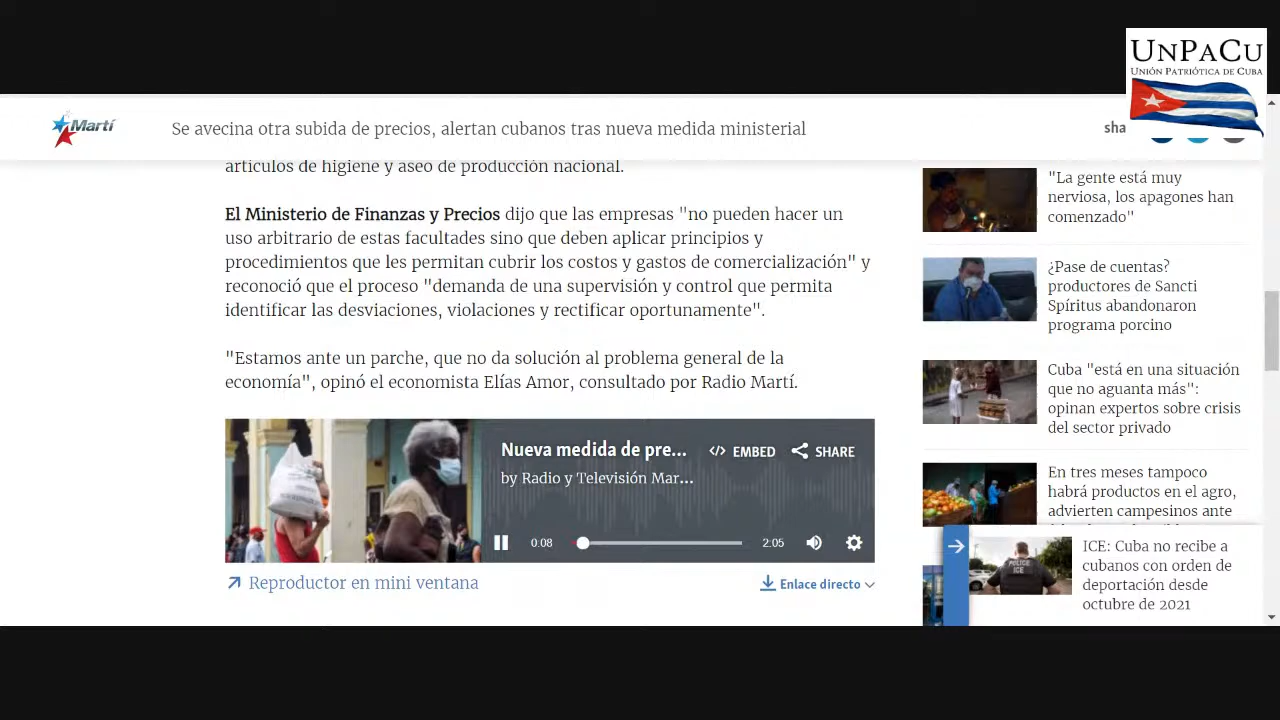 UNPACU
UNIÓN PATRIÓTICA DE CUBA
Martí
Se avecina otra subida de precios, alertan cubanos tras nueva medida ministerial
sha
artículos de higiene y aseo de producción nacional.
El Ministerio de Finanzas y Precios dijo que las empresas "no pueden hacer un
uso arbitrario de estas facultades sino que deben aplicar principios y
procedimientos que les permitan cubrir los costos y gastos de comercialización" y
reconoció que el proceso "demanda de una supervisión y control que permita
identificar las desviaciones, violaciones y rectificar oportunamente".
"Estamos ante un parche, que no da solución al problema general de la
economía", opinó el economista Elías Amor, consultado por Radio Martí.
Nueva medida de pre...
EMBED
SHARE
by Radio y Televisión Mar...
0:08
2:05
Reproductor en mini ventana
Enlace directo
"La gente está muy
nerviosa, los apagones han
comenzado"
¿Pase de cuentas?
productores de Sancti
Spíritus abandonaron
programa porcino
Cuba "está en una situación
que no aguanta más":
opinan expertos sobre crisis
del sector privado
En tres meses tampoco
habrá productos en el agro,
advierten campesinos ante
ICE: Cuba no recibe a
cubanos con orden de
deportación desde
octubre de 2021
POLICE
ICE